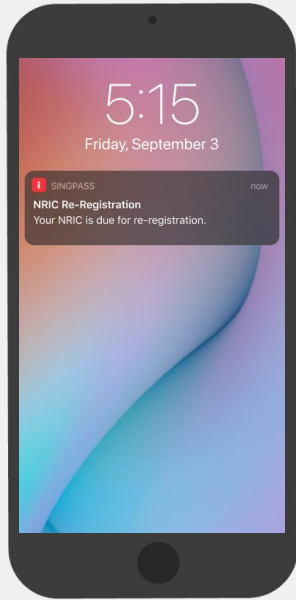 5:15
Friday, September 3
SINGPASS now
NRIC Re-Registration
Your NRIC is due for re-registration.